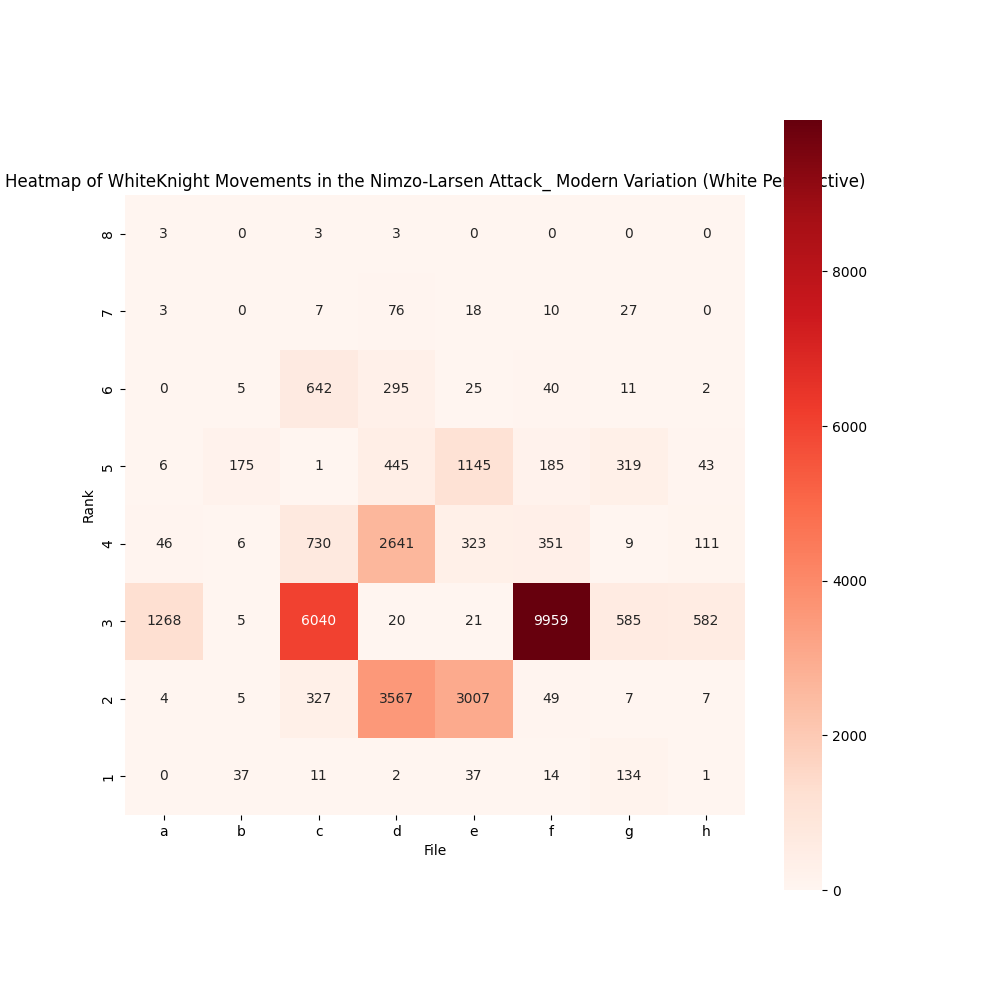 Heatmap of WhiteKnight Movements in the Nimzo-Larsen Attack_ Modern Variation (White Pe ctive)
8 3 0 3 3 0 0 0 0
7 3 0 7 76 18 10 27 0
6 0 5 642 295 25 40 11 2
5 6 175 1 445 1145 185 319 43
4 46 6 730 2641 323 351 9 111
3 1268 5 6040 20 21 9959 585 582
2 4 5 327 3567 3007 49 7 7
1 0 37 11 2 37 14 134 1
a b c d e f g h
File
Rank
8000
6000
4000
2000
0